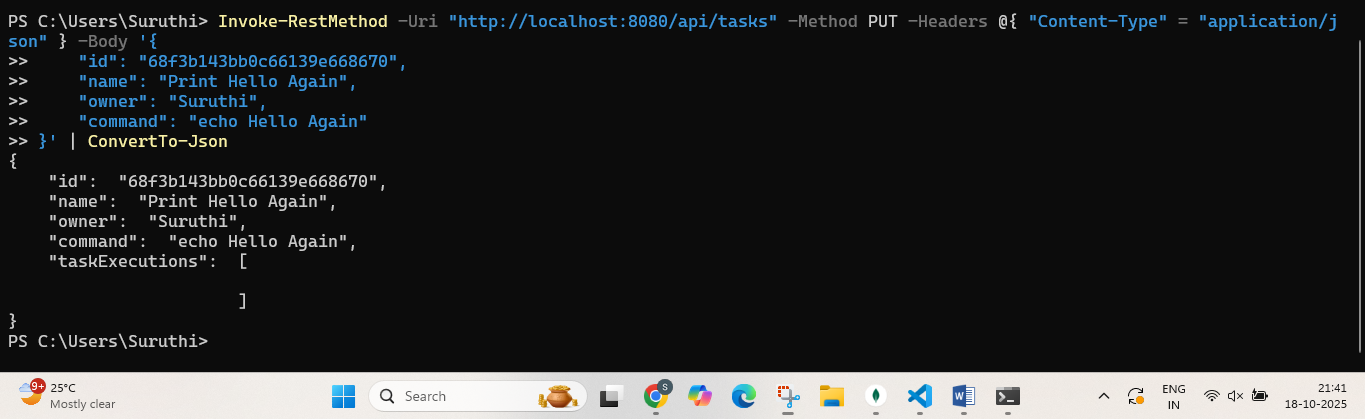 PS C:\Users\Suruthi> Invoke-RestMethod -Uri "http://localhost:8080/api/tasks" -Method PUT -Headers @{ "Content-Type" = "application/j
son" } -Body '{
>>     "id": "68f3b143bb0c66139e668670",
>>     "name": "Print Hello Again",
>>     "owner": "Suruthi",
>>     "command": "echo Hello Again"
>> }' | ConvertTo-Json
{
    "id":  "68f3b143bb0c66139e668670",
    "name":  "Print Hello Again",
    "owner":  "Suruthi",
    "command":  "echo Hello Again",
    "taskExecutions":  [

                       ]
}
PS C:\Users\Suruthi>
9+
25°C
Mostly clear
Search
S
W
ENG
IN
21:41
18-10-2025